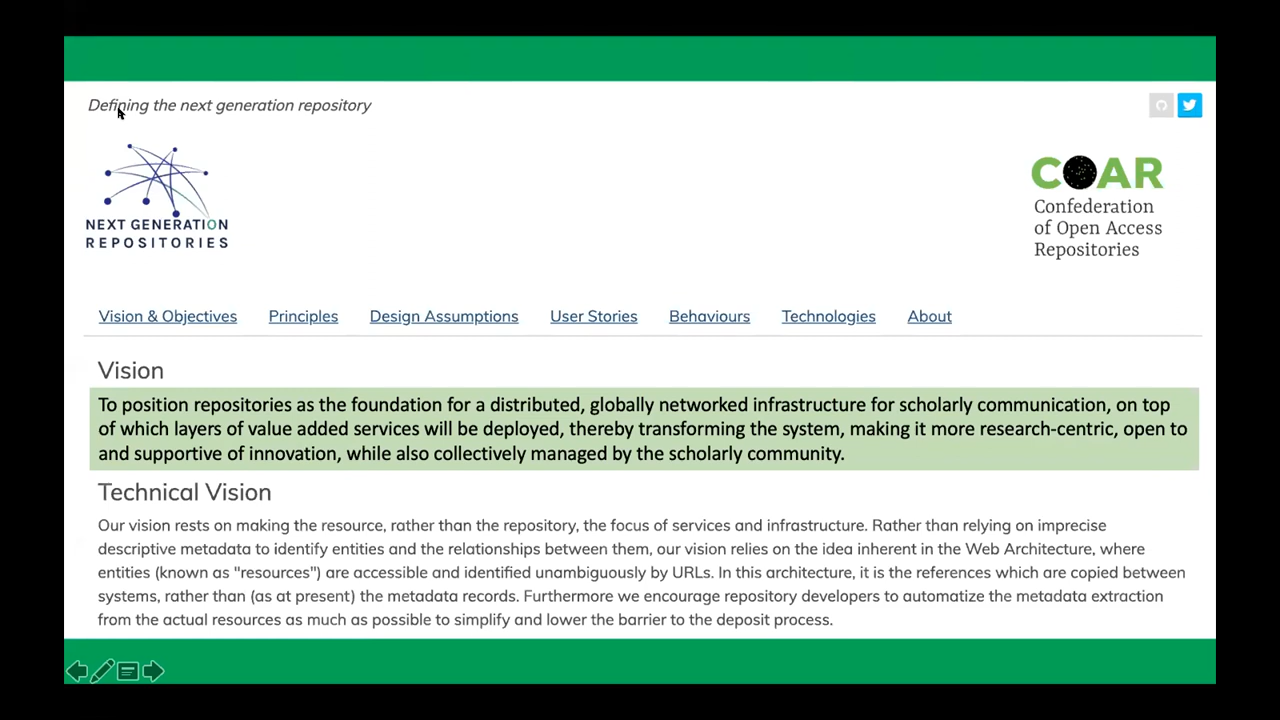 Defining the next generation repository
NEXT GENERATION
REPOSITORIES
COAR
Confederation
of Open Access
Repositories
Vision & Objectives Principles Design Assumptions User Stories Behaviours Technologies About
Vision
To position repositories as the foundation for a distributed, globally networked infrastructure for scholarly communication, on top
of which layers of value added services will be deployed, thereby transforming the system, making it more research-centric, open to
and supportive of innovation, while also collectively managed by the scholarly community.
Technical Vision
Our vision rests on making the resource, rather than the repository, the focus of services and infrastructure. Rather than relying on imprecise
descriptive metadata to identify entities and the relationships between them, our vision relies on the idea inherent in the Web Architecture, where
entities (known as "resources") are accessible and identified unambiguously by URLs. In this architecture, it is the references which are copied between
systems, rather than (as at present) the metadata records. Furthermore we encourage repository developers to automatize the metadata extraction
from the actual resources as much as possible to simplify and lower the barrier to the deposit process.